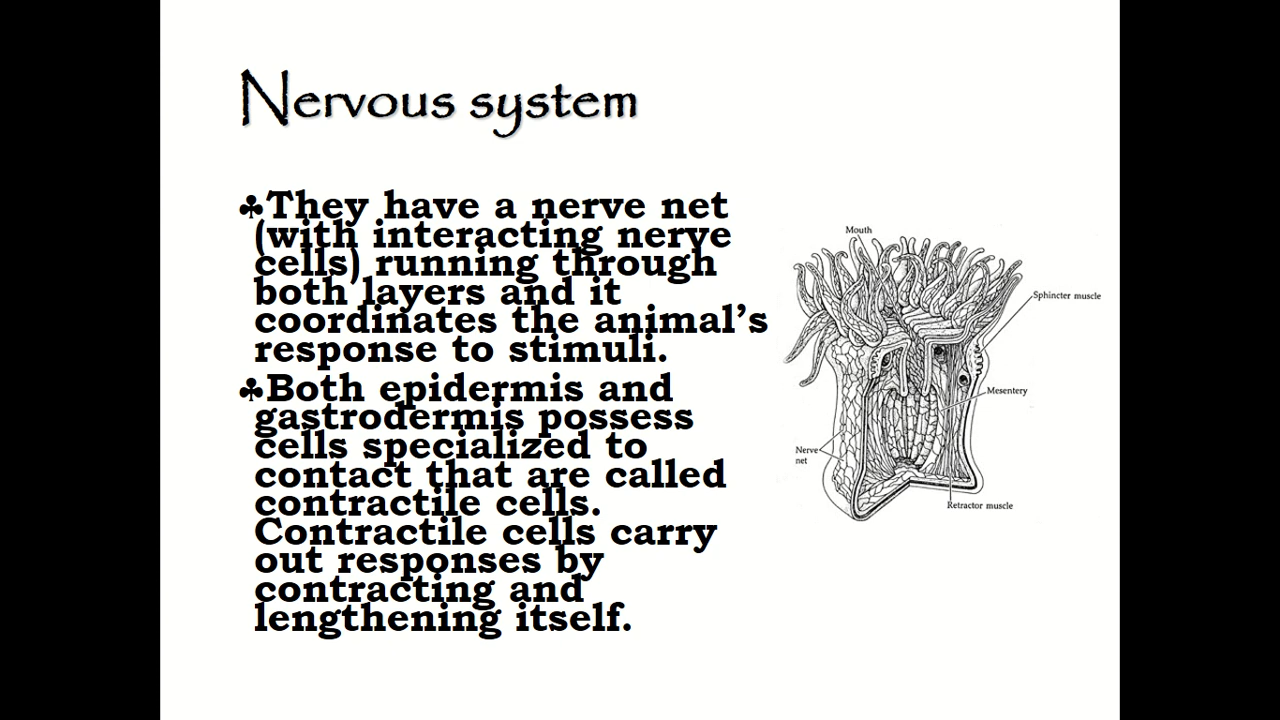 Nervous system
♣They have a nerve net
(with interacting nerve
cells) running through
both layers and it
coordinates the animal’s
response to stimuli.
♣Both epidermis and
gastrodermis possess
cells specialized to
contact that are called
contractile cells.
Contractile cells carry
out responses by
contracting and
lengthening itself.
Mouth
Sphincter muscle
Mesentery
Nerve
net
Retractor muscle